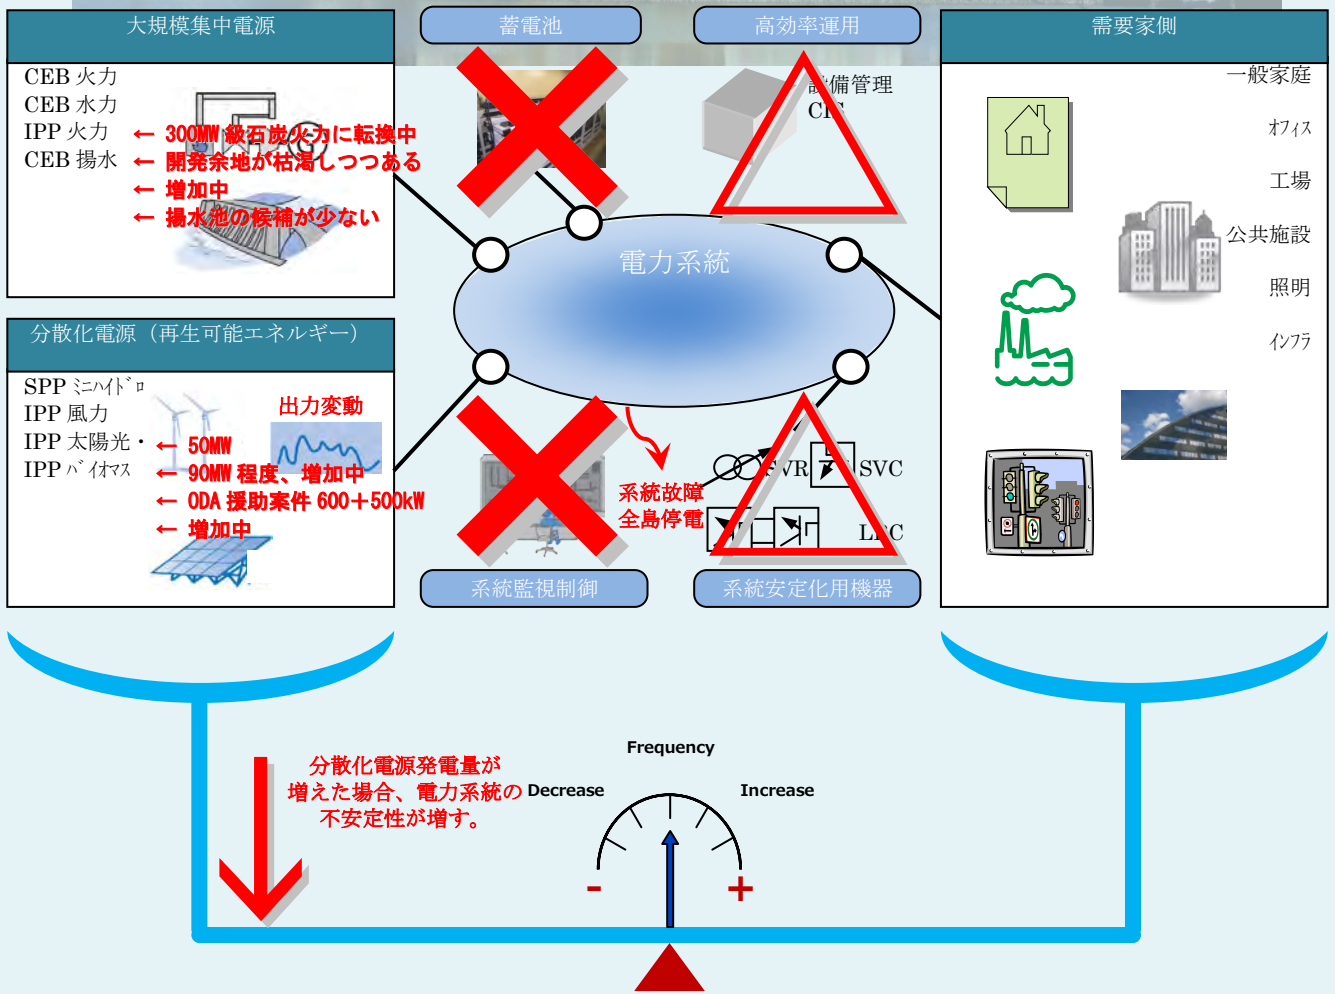 大規模集中電源
CEB 火力
CEB 水力
IPP 火力
CEB 揚水
← 300MW 級石炭火力に転換中
← 開発余地が枯渇しつつある
← 増加中
← 揚水池の候補が少ない
分散化電源（再生可能エネルギー）
SPP ﾐﾆﾊｲﾄﾞﾛ
IPP 風力
IPP 太陽光・
IPP ﾊﾞｲｵﾏｽ
出力変動
← 50MW
← 90MW 程度、増加中
← ODA 援助案件 600＋500kW
← 増加中
蓄電池
高効率運用
設備管理
電力系統
系統故障
全島停電
SVR
SVC
系統監視制御
系統安定化用機器
需要家側
一般家庭
ｵﾌｨｽ
工場
公共施設
照明
ｲﾝﾌﾗ
分散化電源発電量が
増えた場合、電力系統の
不安定性が増す。
Frequency
Decrease
Increase
-
+
G